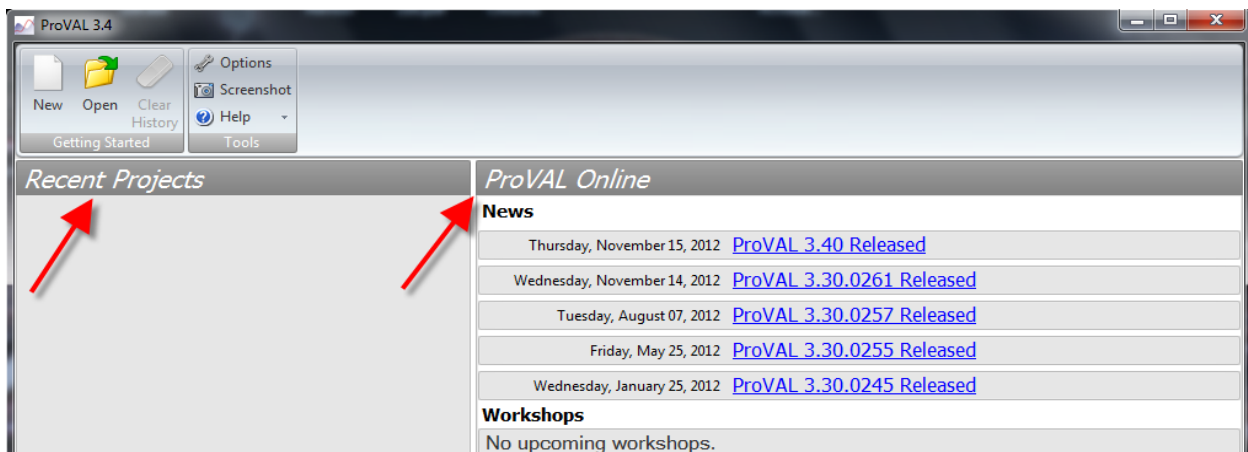 ProVAL 3.4
New
Open
Clear
History
Getting Started
Options
Screenshot
Help
Tools
Recent Projects
ProVAL Online
News
Thursday, November 15, 2012 ProVAL 3.40 Released
Wednesday, November 14, 2012 ProVAL 3.30.0261 Released
Tuesday, August 07, 2012 ProVAL 3.30.0257 Released
Friday, May 25, 2012 ProVAL 3.30.0255 Released
Wednesday, January 25, 2012 ProVAL 3.30.0245 Released
Workshops
No upcoming workshops.